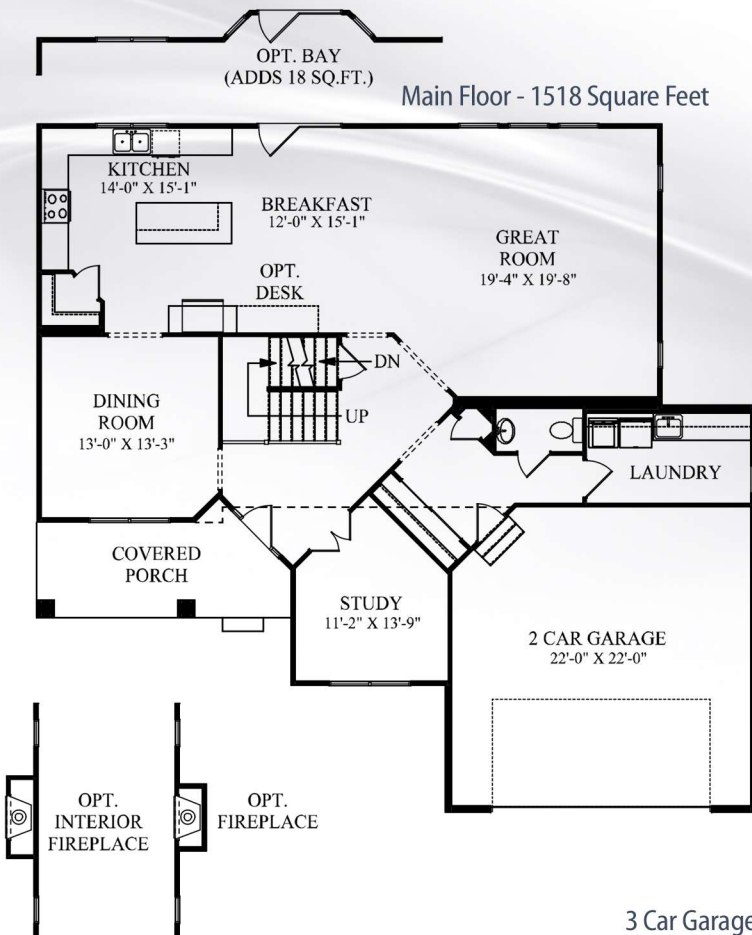 OPT. BAY
(ADDS 18 SQ.FT.)
Main Floor - 1518 Square Feet
KITCHEN
14'-0" X 15'-1"
BREAKFAST
12'-0" X 15'-1"
GREAT
ROOM
19'-4" X 19'-8"
OPT.
DESK
DN
UP
DINING
ROOM
13'-0" X 13'-3"
LAUNDRY
COVERED
PORCH
STUDY
11'-2" X 13'-9"
2 CAR GARAGE
22'-0" X 22'-0"
OPT.
INTERIOR
FIREPLACE
OPT.
FIREPLACE
3 Car Garage